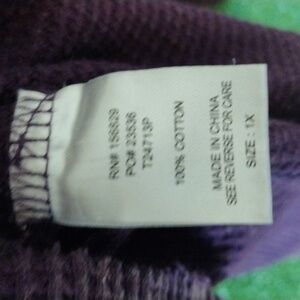 RN# 156829
PO# 23536
T24713P
100% COTTON
MADE IN CHINA
SEE REVERSE FOR CARE
SIZE : 1X